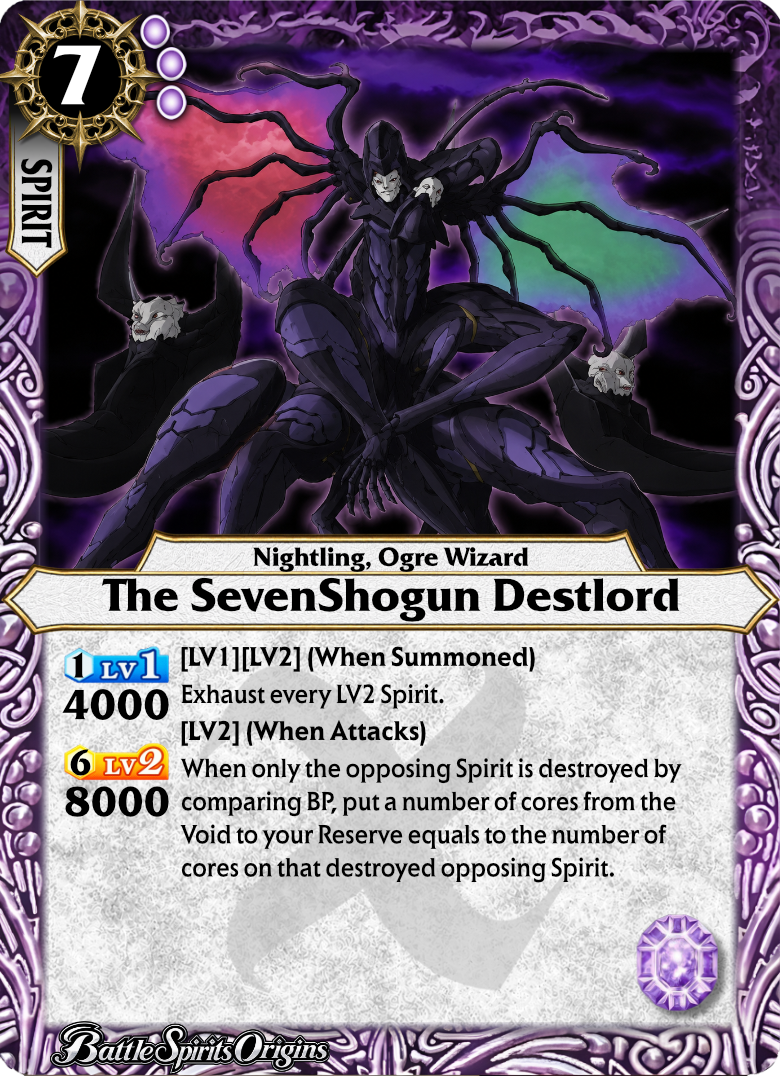 7
SPIRIT
Nightling, Ogre Wizard
The SevenShogun Destlord
1 LV1
4000
6 LV2
8000
[LV1][LV2] (When Summoned)
Exhaust every LV2 Spirit.
[LV2] (When Attacks)
When only the opposing Spirit is destroyed by
comparing BP, put a number of cores from the
Void to your Reserve equals to the number of
cores on that destroyed opposing Spirit.
Battle Spirits Origins